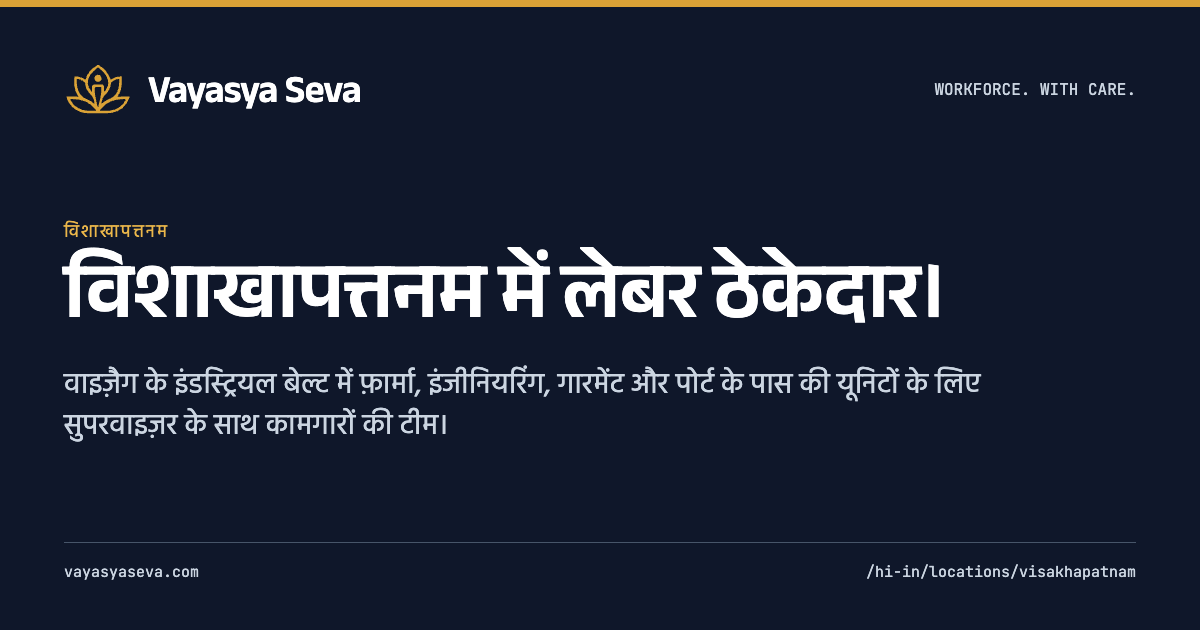 Vayasya Seva
WORKFORCE. WITH CARE.
विशाखापत्तनम
विशाखापत्तनम में लेबर ठेकेदार।
वाइज़ैग के इंडस्ट्रियल बेल्ट में फ़ार्मा, इंजीनियरिंग, गारमेंट और पोर्ट के पास की यूनिटों के लिए
सुपरवाइज़र के साथ कामगारों की टीम।
vayasyaseva.com
/hi-in/locations/visakhapatnam